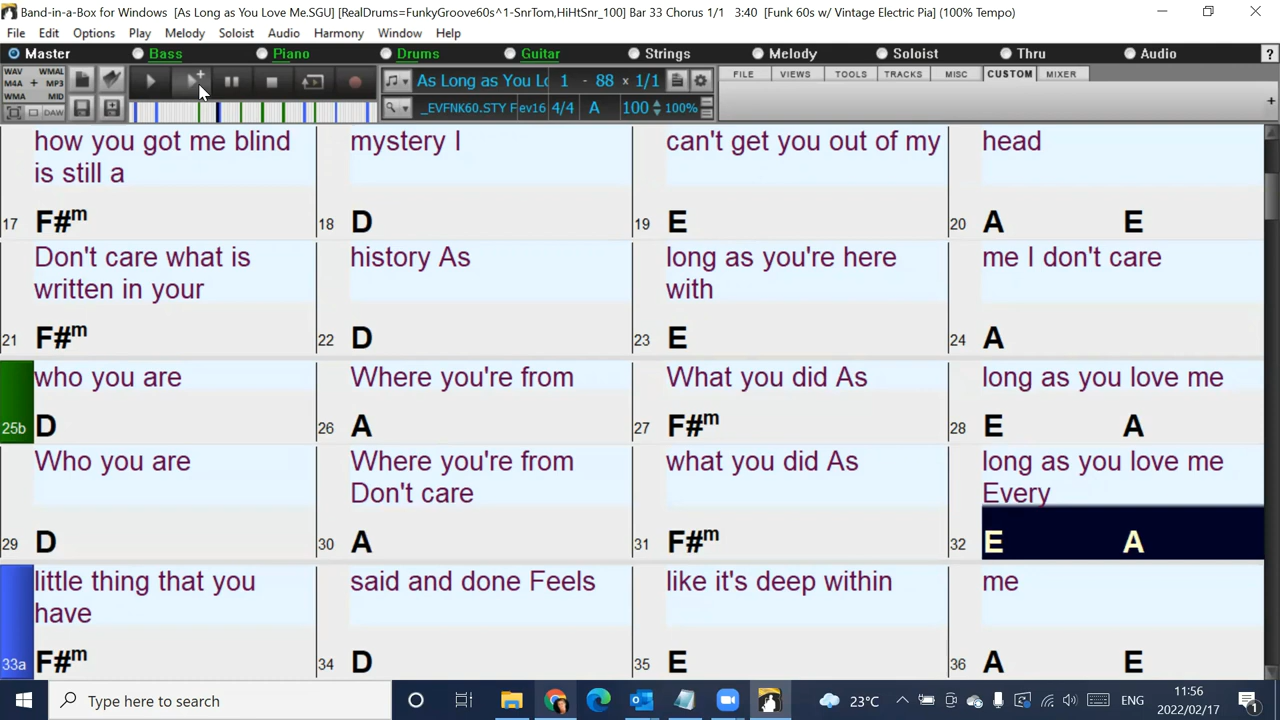 Band-in-a-Box for Windows [As Long as You Love Me.SGU] [RealDrums=FunkyGroove60s^1-SnrTom,HiHtSnr_100] Bar 33 Chorus 1/1 3:40 [Funk 60s w/ Vintage Electric Pia] (100% Tempo)
File Edit Options Play Melody Soloist Audio Harmony Window Help
Master Bass Piano Drums Guitar Strings Melody Soloist Thru Audio ?
WAV WMAL
M4A + MP3
WMA MID
DAW
As Long as You Lo 1 - 88 x 1/1
_EVFNK60.STY F ev16 4/4 A 100 100%
FILE VIEWS TOOLS TRACKS MISC CUSTOM MIXER
+
how you got me blind mystery I can't get you out of my head
is still a
17 F#m 18 D 19 E 20 A E
Don't care what is history As long as you're here me I don't care
written in your with
21 F#m 22 D 23 E 24 A
who you are Where you're from What you did As long as you love me
25b D 26 A 27 F#m 28 E A
Who you are Where you're from what you did As long as you love me
Don't care Every
29 D 30 A 31 F#m 32 E A
little thing that you said and done Feels like it's deep within me
have
33a F#m 34 D 35 E 36 A E
Type here to search 23°C ENG 11:56
2022/02/17
1